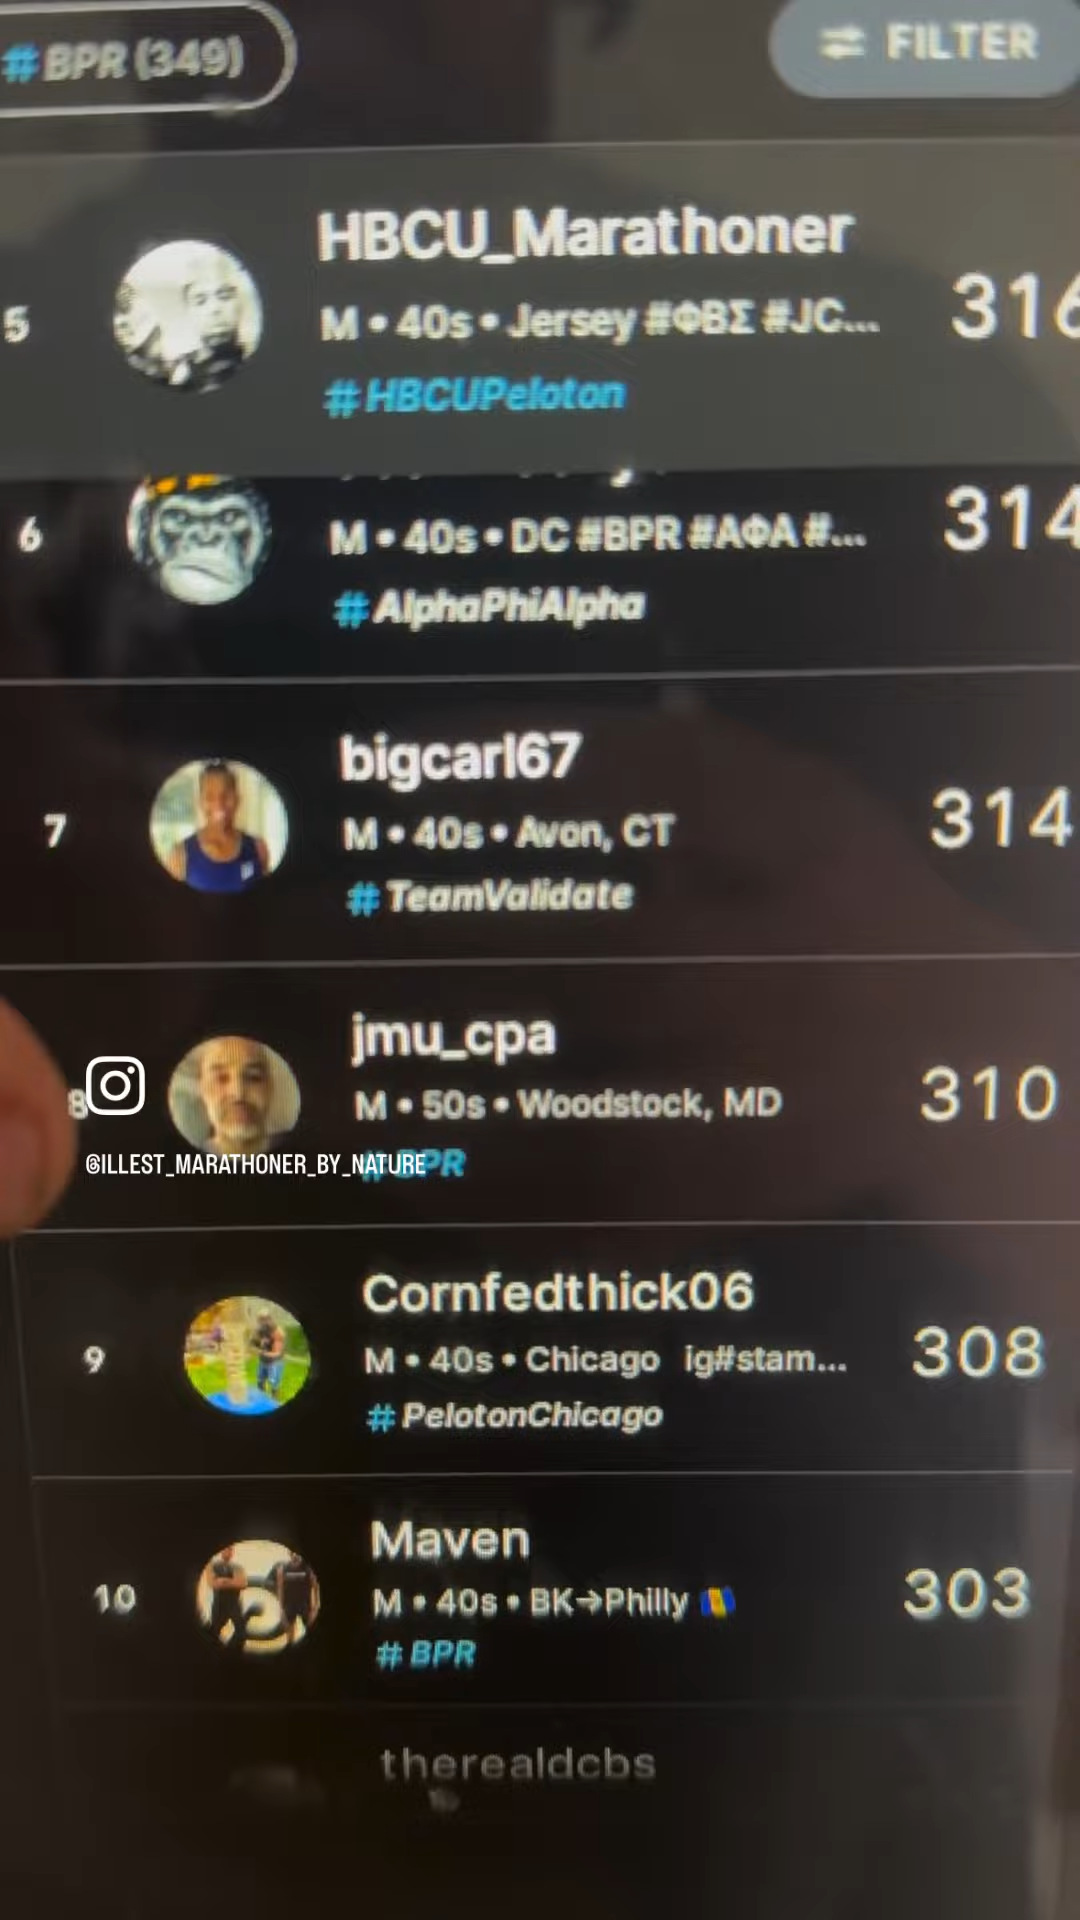 #BPR (349)
FILTER
HBCU_Marathoner
5
M • 40s • Jersey #ΦΒΣ #JC...
316
#HBCUPeloton
6
M • 40s • DC #BPR #ΑΦΑ #...
314
#AlphaPhiAlpha
bigcarl67
7
M • 40s • Avon, CT
314
#TeamValidate
jmu_cpa
8
M • 50s • Woodstock, MD
310
#BPR
@ILLEST_MARATHONER_BY_NATURE
Cornfedthick06
9
M • 40s • Chicago ig#stam...
308
#PelotonChicago
Maven
10
M • 40s • BK→Philly
303
#BPR
therealdcbs